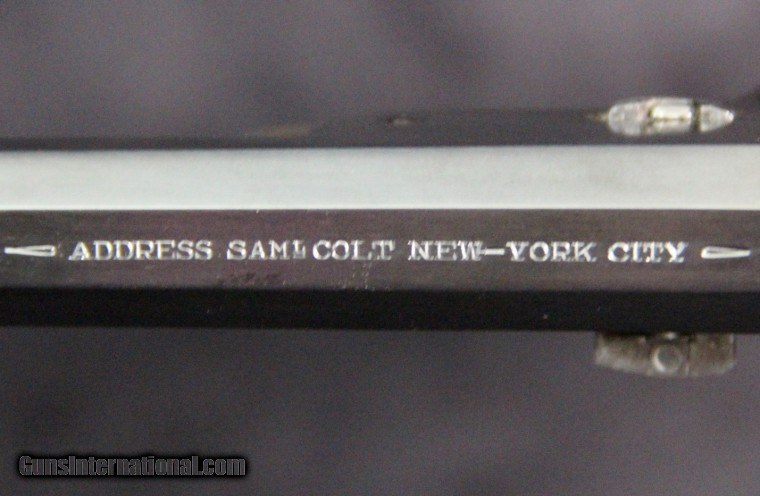 ADDRESS SAML COLT NEW-YORK CITY
GunsInternational.com